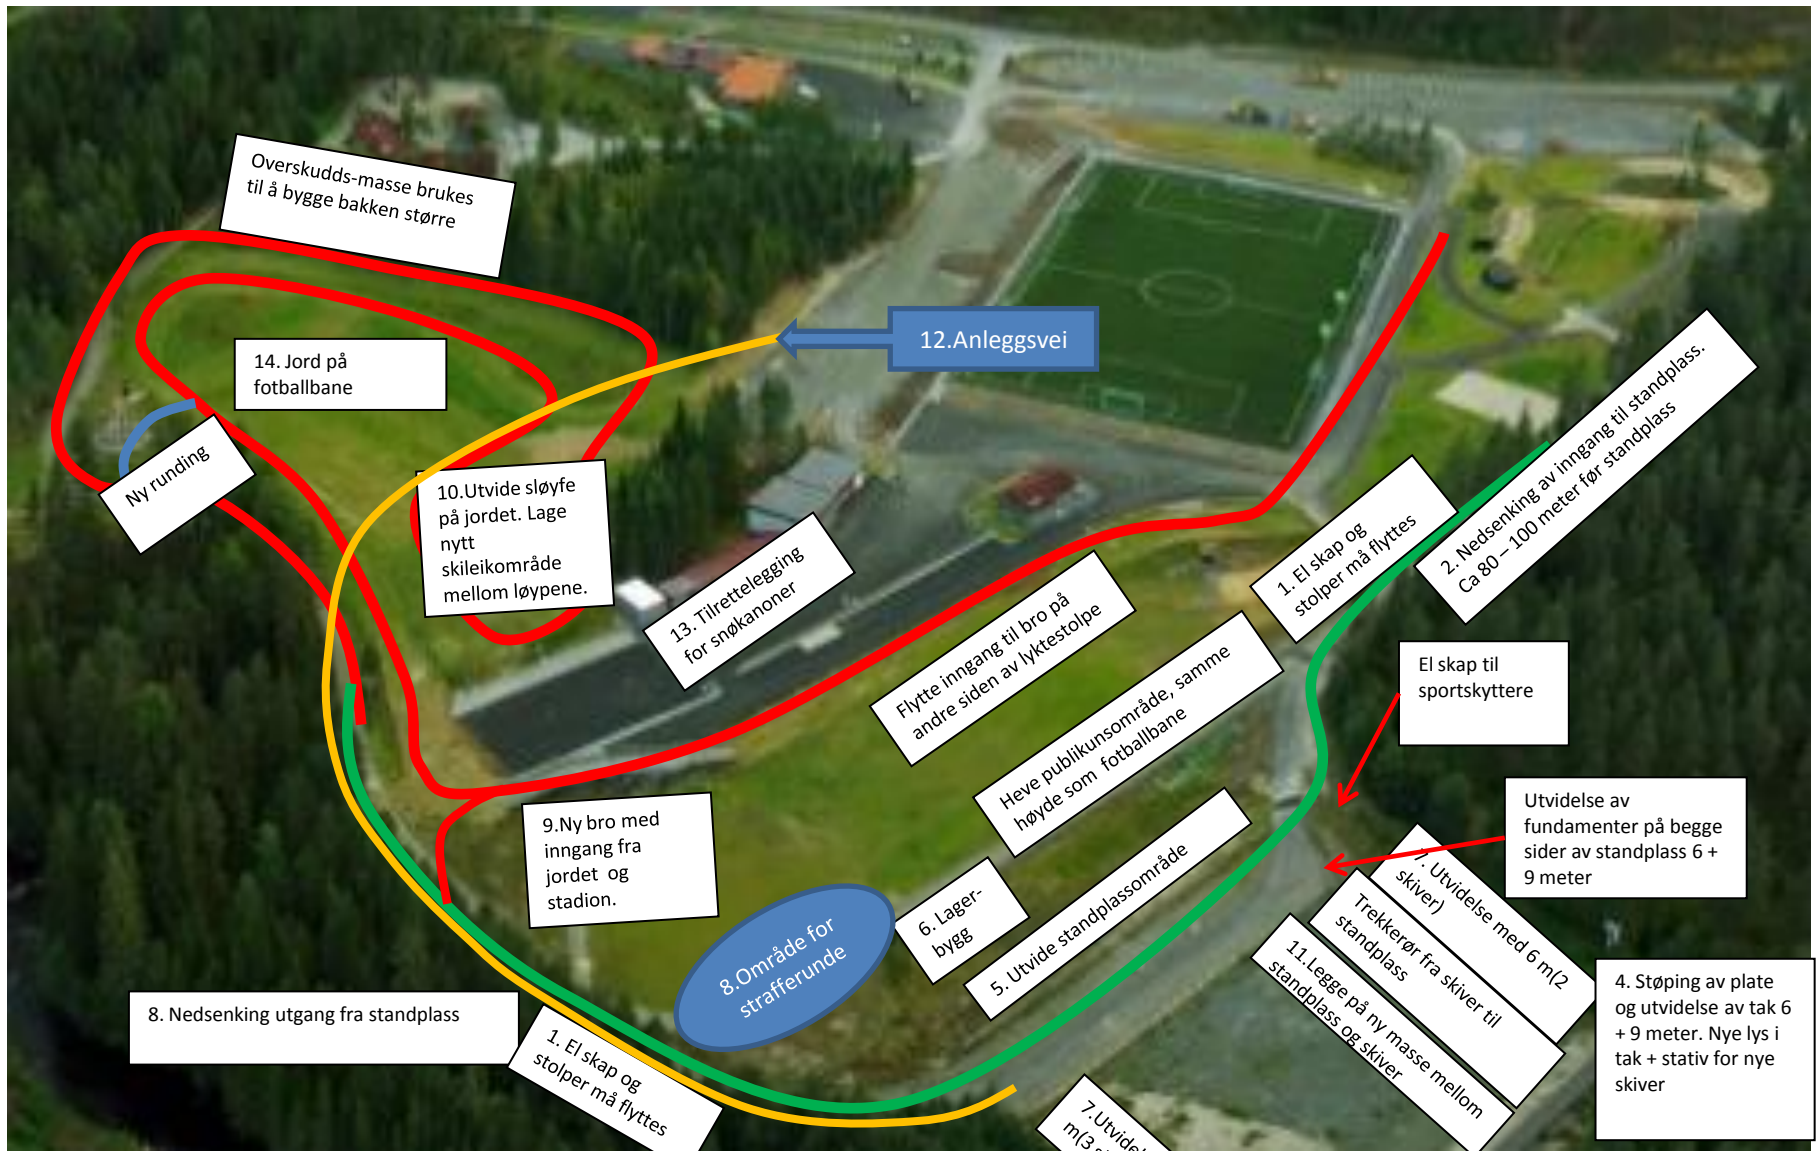 Overskudds-masse brukes
til å bygge bakken større
12.Anleggsvei
14. Jord på
fotballbane
Ny runding
10.Utvide sløyfe
på jordet. Lage
nytt
skileikområde
mellom løypene.
13. Tilrettelegging
for snøkanoner
1. El skap og
stolper må flyttes
2. Nedsenking av inngang til standplass.
Ca 80 – 100 meter før standplass
Flytte inngang til bro på
andre siden av lyktestolpe
Heve publikunsområde, samme
høyde som fotballbane
El skap til
sportskyttere
Utvidelse av
fundamenter på begge
sider av standplass 6 +
9 meter
9.Ny bro med
inngang fra
jordet og
stadion.
6. Lager-
bygg
5. Utvide standplassområde
8.Område for
strafferunde
7. Utvidelse med 6 m(2
skiver)
Trekkerør fra skiver til
standplass
11.Legge på ny masse mellom
standplass og skiver
4. Støping av plate
og utvidelse av tak 6
+ 9 meter. Nye lys i
tak + stativ for nye
skiver
8. Nedsenking utgang fra standplass
1. El skap og
stolper må flyttes
7.
m(3